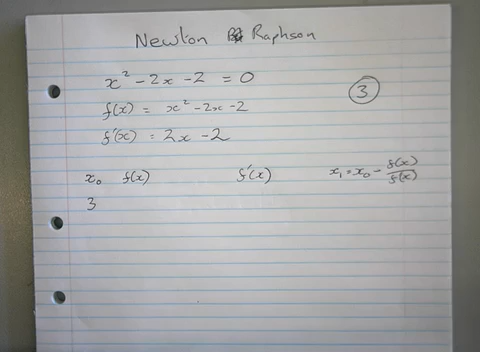 Newton Raphson
x² - 2x - 2 = 0
f(x) = x² - 2x - 2
3
f'(x) = 2x - 2
x₀ f(x) f'(x) x₁ = x₀ - f(x)/f(x)
3